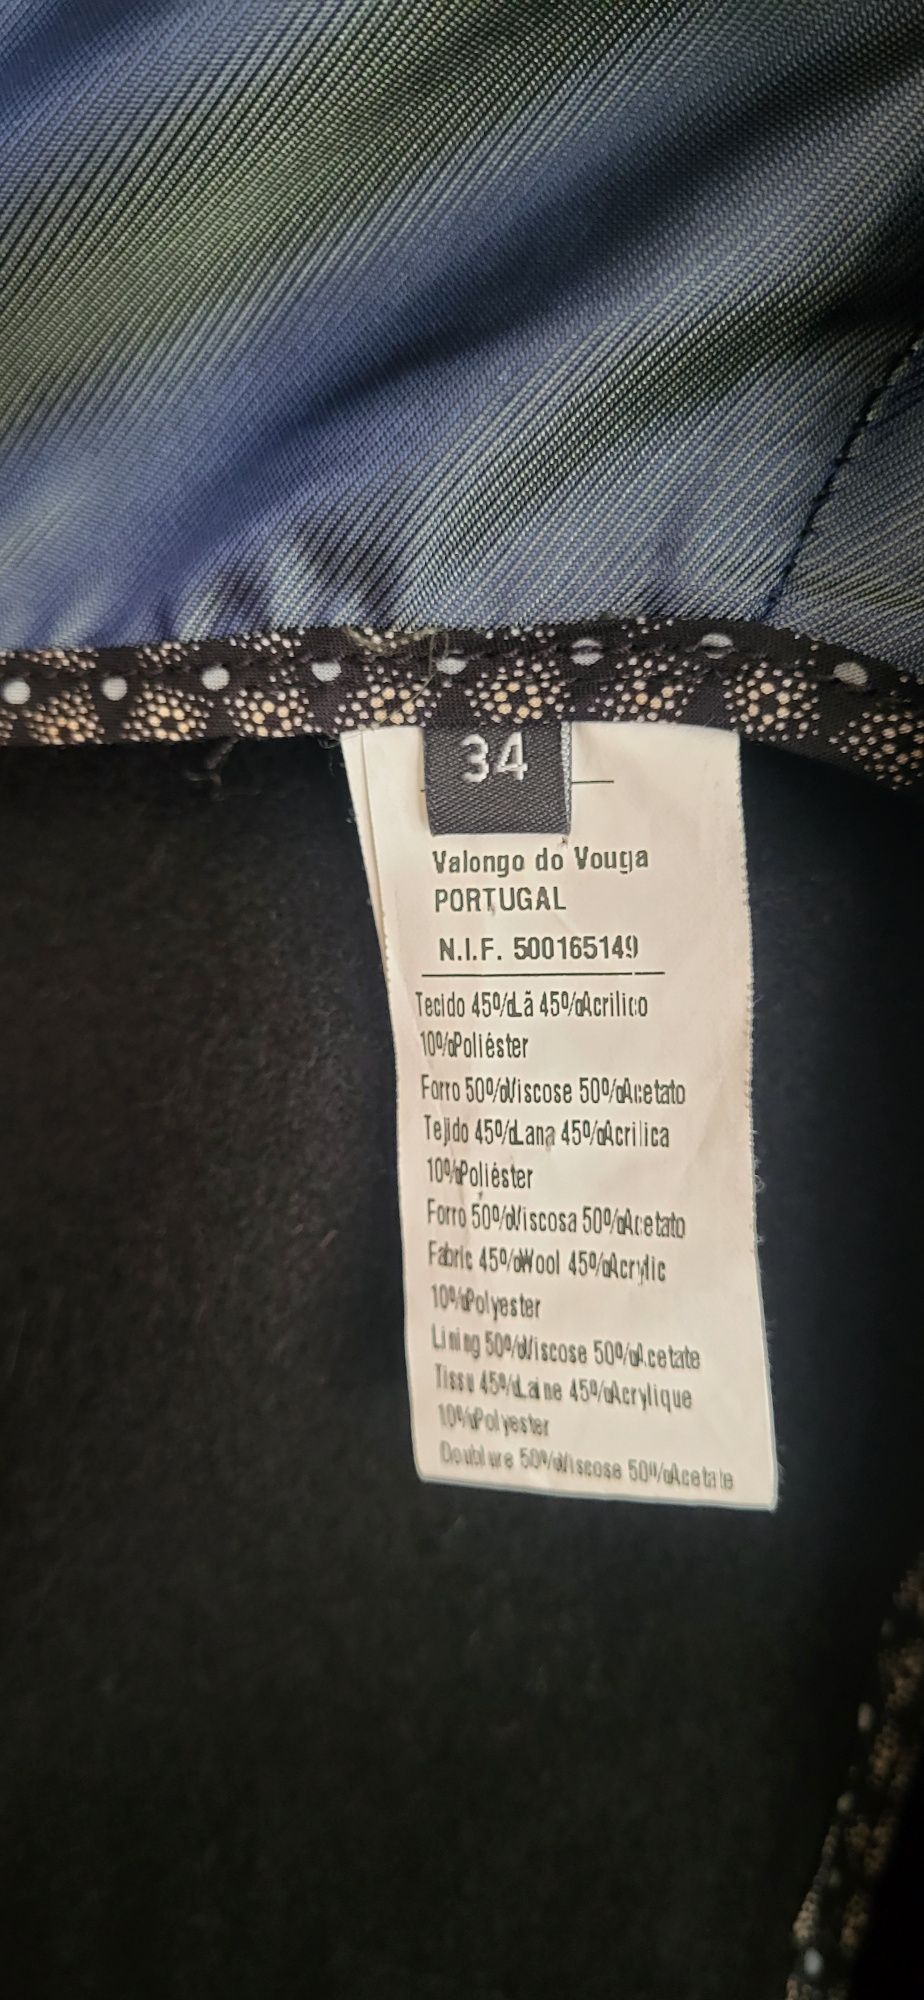 34
Valongo do Vouga
PORTUGAL
N.I.F. 500165149
Tecido 45%Lã 45%Acrilico
10%Poliéster
Forro 50%Viscose 50%Acetato
Tejido 45%Lana 45%Acrilica
10%Poliéster
Forro 50%Viscosa 50%Acetato
Fabric 45%Wool 45%Acrylic
10%Polyester
Lining 50%Viscose 50%Acetate
Tissu 45%Laine 45%Acrylique
10%Polyester
Doublure 50%Viscose 50%Acetate